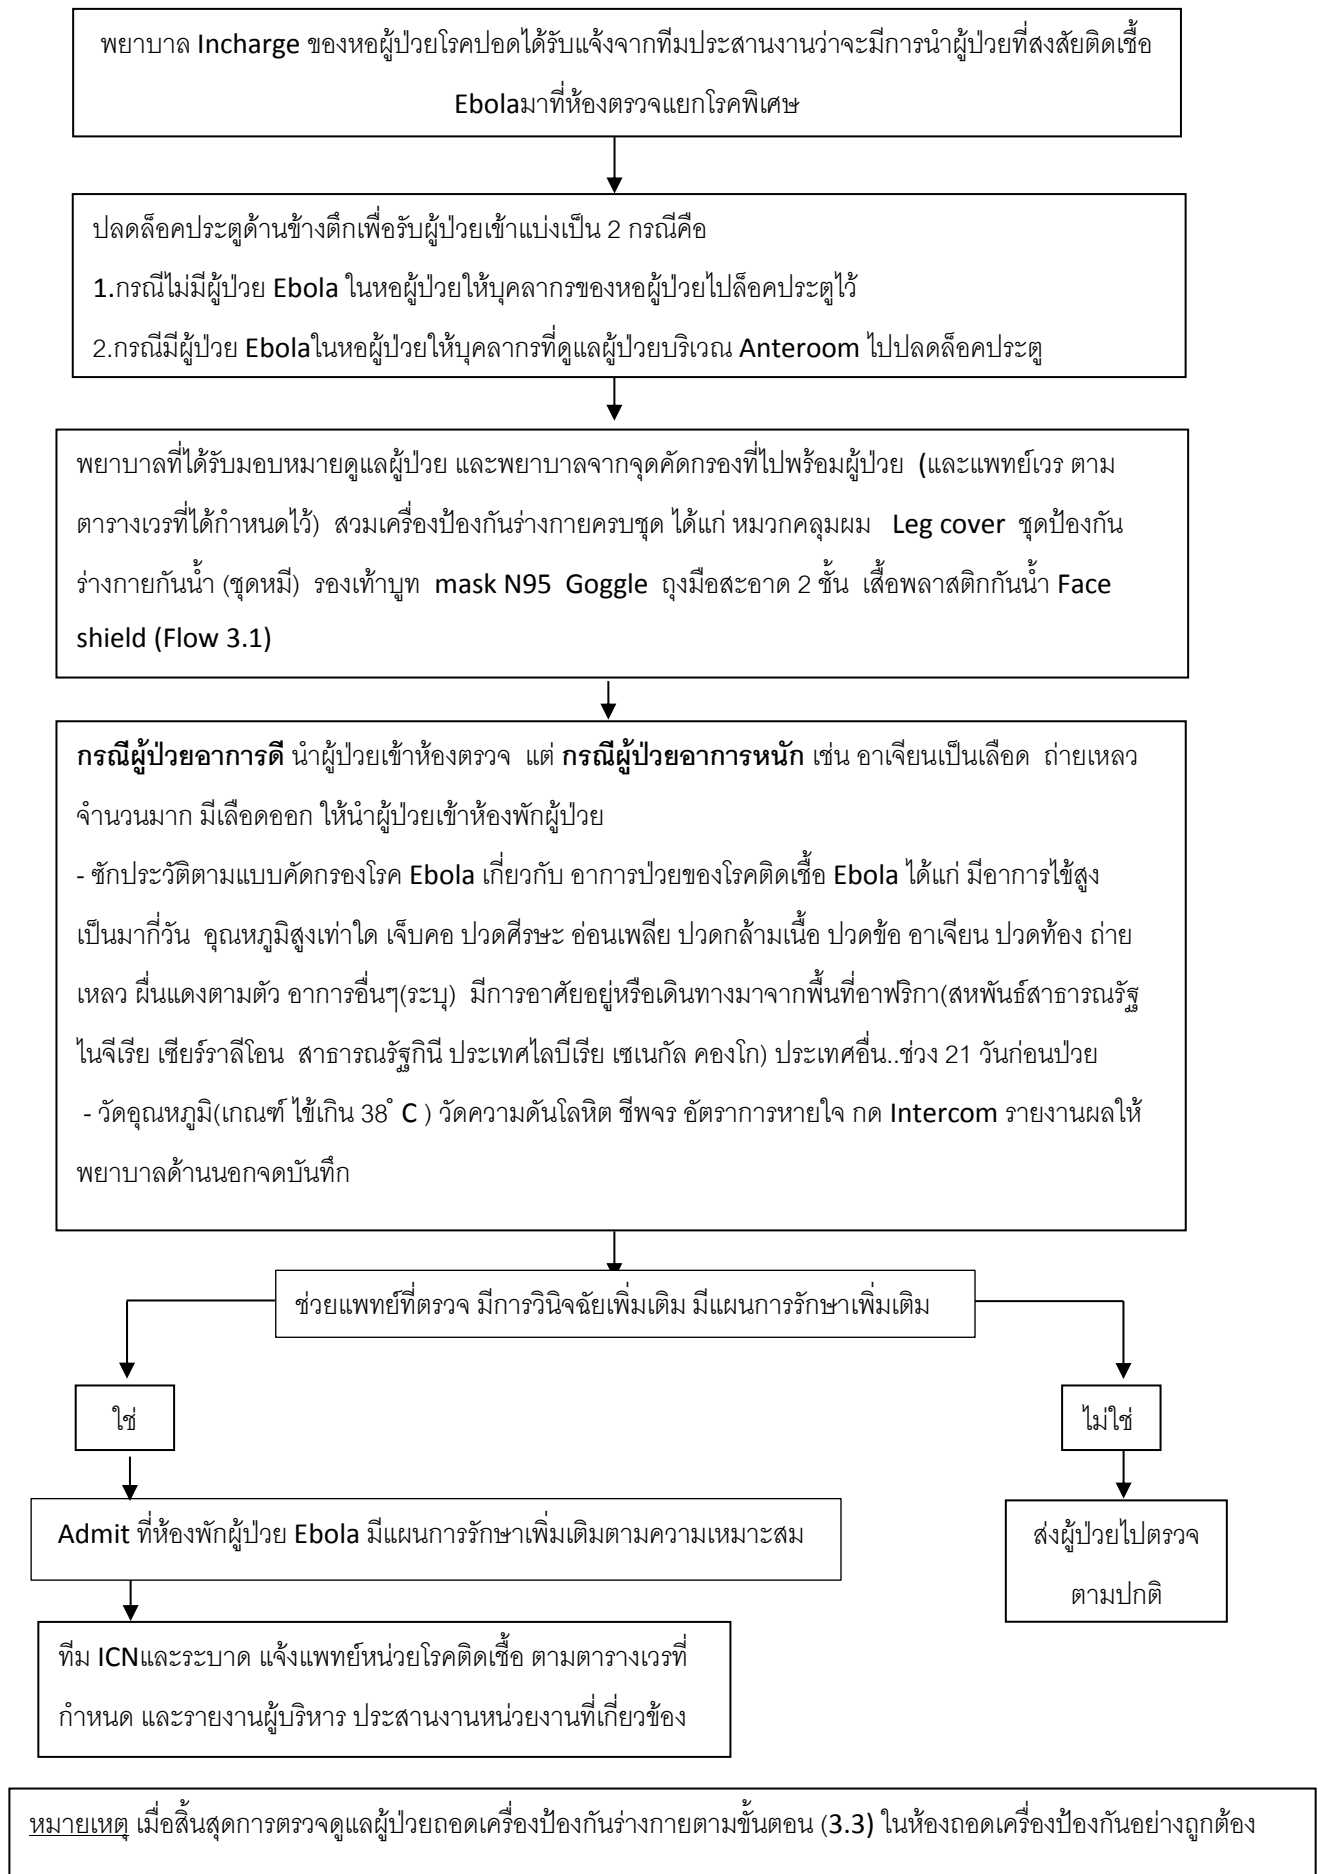 พยาบาล Incharge ของหอผู้ป่วยโรคปอดได้รับแจ้งจากทีมประสานงานว่าจะมีการนำผู้ป่วยที่สงสัยติดเชื้อ
Ebolaมาที่ห้องตรวจแยกโรคพิเศษ
ปลดล็อคประตูด้านข้างตึกเพื่อรับผู้ป่วยเข้าแบ่งเป็น 2 กรณีคือ
1.กรณีไม่มีผู้ป่วย Ebola ในหอผู้ป่วยให้บุคลากรของหอผู้ป่วยไปล็อคประตูไว้
2.กรณีมีผู้ป่วย Ebolaในหอผู้ป่วยให้บุคลากรที่ดูแลผู้ป่วยบริเวณ Anteroom ไปปลดล็อคประตู
พยาบาลที่ได้รับมอบหมายดูแลผู้ป่วย และพยาบาลจากจุดคัดกรองที่ไปพร้อมผู้ป่วย (และแพทย์เวร ตาม
ตารางเวรที่ได้กำหนดไว้) สวมเครื่องป้องกันร่างกายครบชุด ได้แก่ หมวกคลุมผม Leg cover ชุดป้องกัน
ร่างกายกันน้ำ (ชุดหมี) รองเท้าบูท mask N95 Goggle ถุงมือสะอาด 2 ชั้น เสื้อพลาสติกกันน้ำ Face
shield (Flow 3.1)
กรณีผู้ป่วยอาการดี นำผู้ป่วยเข้าห้องตรวจ แต่ กรณีผู้ป่วยอาการหนัก เช่น อาเจียนเป็นเลือด ถ่ายเหลว
จำนวนมาก มีเลือดออก ให้นำผู้ป่วยเข้าห้องพักผู้ป่วย
- ซักประวัติตามแบบคัดกรองโรค Ebola เกี่ยวกับ อาการป่วยของโรคติดเชื้อ Ebola ได้แก่ มีอาการไข้สูง
เป็นมากี่วัน อุณหภูมิสูงเท่าใด เจ็บคอ ปวดศีรษะ อ่อนเพลีย ปวดกล้ามเนื้อ ปวดข้อ อาเจียน ปวดท้อง ถ่าย
เหลว ผื่นแดงตามตัว อาการอื่นๆ(ระบุ) มีการอาศัยอยู่หรือเดินทางมาจากพื้นที่อาฟริกา(สหพันธ์สาธารณรัฐ
ไนจีเรีย เซียร์ราลีโอน สาธารณรัฐกินี ประเทศไลบีเรีย เซเนกัล คองโก) ประเทศอื่น..ช่วง 21 วันก่อนป่วย
- วัดอุณหภูมิ(เกณฑ์ ไข้เกิน 38˚ C ) วัดความดันโลหิต ชีพจร อัตราการหายใจ กด Intercom รายงานผลให้
พยาบาลด้านนอกจดบันทึก
ช่วยแพทย์ที่ตรวจ มีการวินิจฉัยเพิ่มเติม มีแผนการรักษาเพิ่มเติม
ใช่
ไม่ใช่
Admit ที่ห้องพักผู้ป่วย Ebola มีแผนการรักษาเพิ่มเติมตามความเหมาะสม
ส่งผู้ป่วยไปตรวจ
ตามปกติ
ทีม ICNและระบาด แจ้งแพทย์หน่วยโรคติดเชื้อ ตามตารางเวรที่
กำหนด และรายงานผู้บริหาร ประสานงานหน่วยงานที่เกี่ยวข้อง
หมายเหตุ เมื่อสิ้นสุดการตรวจดูแลผู้ป่วยถอดเครื่องป้องกันร่างกายตามขั้นตอน (3.3) ในห้องถอดเครื่องป้องกันอย่างถูกต้อง